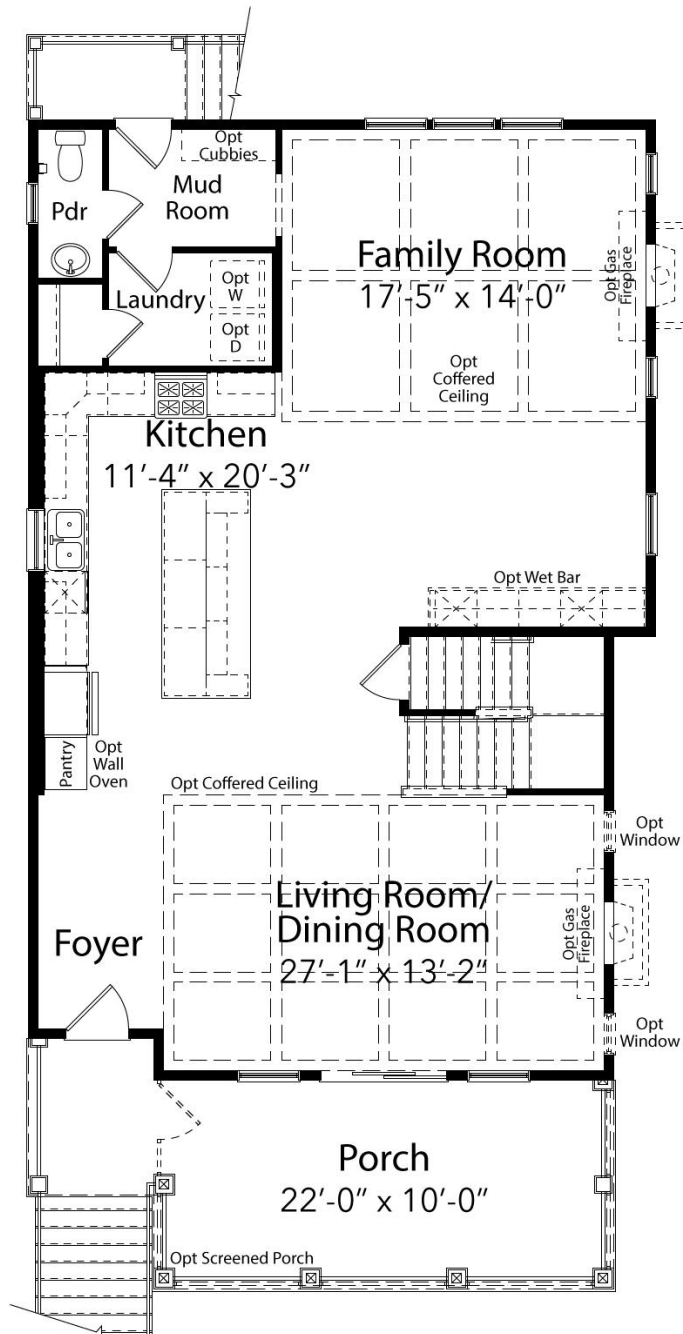 Opt
Cubbies
Mud
Room
Pdr
Family Room
17'-5" x 14'-0"
Opt Gas
Fireplace
Laundry
Opt
W
Opt
D
Opt
Coffered
Ceiling
Kitchen
11'-4" x 20'-3"
Opt Wet Bar
Pantry
Opt
Wall
Oven
Opt Coffered Ceiling
Opt
Window
Living Room/
Dining Room
27'-1" x 13'-2"
Opt Gas
Fireplace
Foyer
Opt
Window
Porch
22'-0" x 10'-0"
Opt Screened Porch